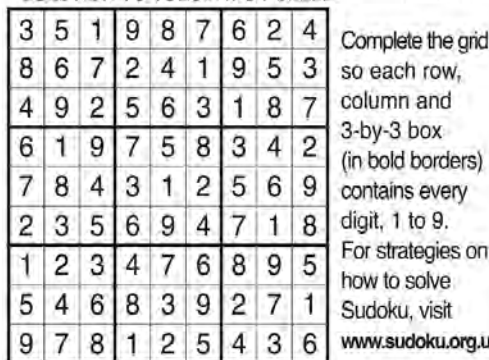 3 5 1 9 8 7 6 2 4
8 6 7 2 4 1 9 5 3
4 9 2 5 6 3 1 8 7
6 1 9 7 5 8 3 4 2
7 8 4 3 1 2 5 6 9
2 3 5 6 9 4 7 1 8
1 2 3 4 7 6 8 9 5
5 4 6 8 3 9 2 7 1
9 7 8 1 2 5 4 3 6
Complete the grid
so each row,
column and
3-by-3 box
(in bold borders)
contains every
digit, 1 to 9.
For strategies on
how to solve
Sudoku, visit
www.sudoku.org.u